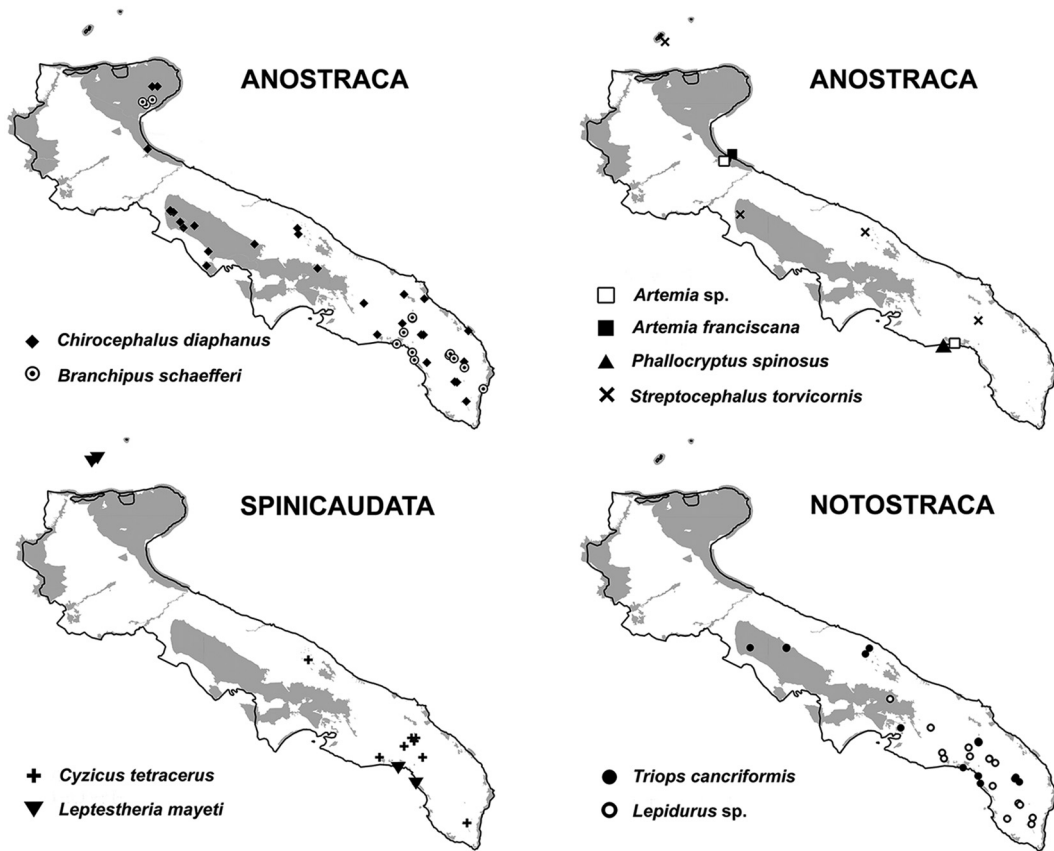 ANOSTRACA
Chirocephalus diaphanus
Branchipus schaefferi
ANOSTRACA
Artemia sp.
Artemia franciscana
Phallocryptus spinosus
Streptocephalus torvicornis
SPINICAUDATA
Cyzicus tetracerus
Leptestheria mayeti
NOTOSTRACA
Triops cancriformis
Lepidurus sp.